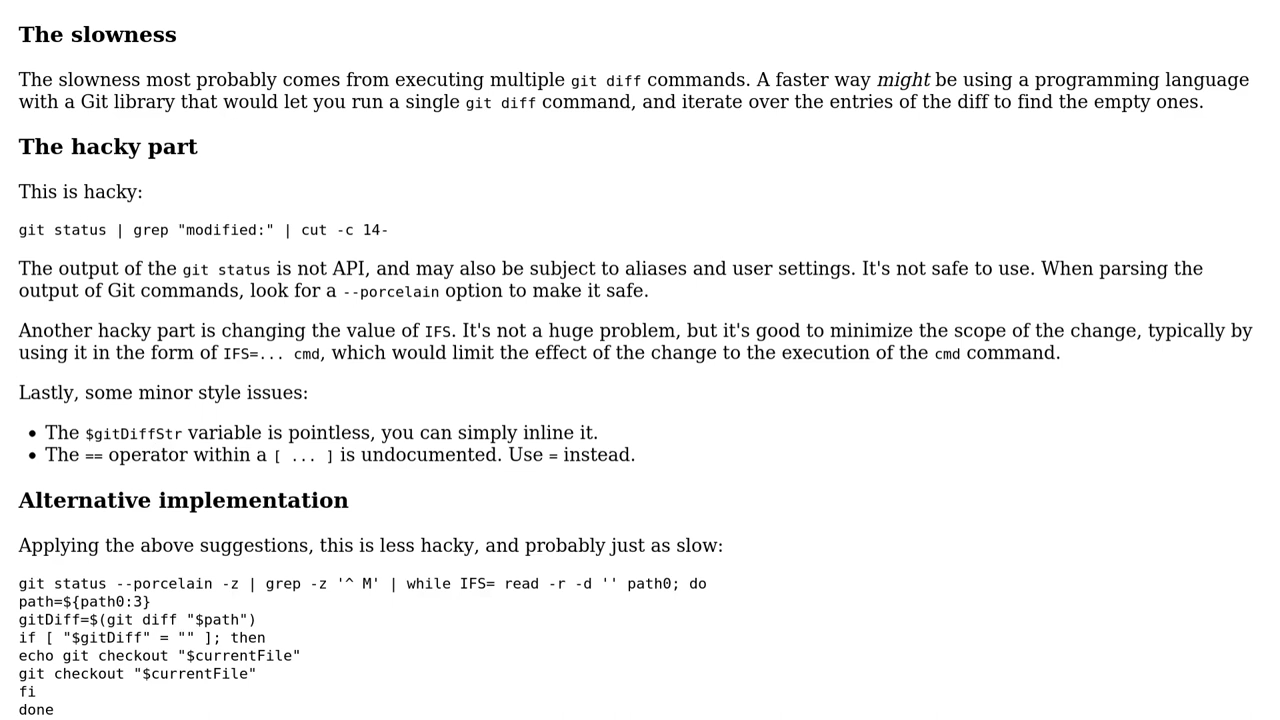 The slowness
The slowness most probably comes from executing multiple git diff commands. A faster way might be using a programming language
with a Git library that would let you run a single git diff command, and iterate over the entries of the diff to find the empty ones.
The hacky part
This is hacky:
git status | grep "modified:" | cut -c 14-
The output of the git status is not API, and may also be subject to aliases and user settings. It's not safe to use. When parsing the
output of Git commands, look for a --porcelain option to make it safe.
Another hacky part is changing the value of IFS. It's not a huge problem, but it's good to minimize the scope of the change, typically by
using it in the form of IFS=... cmd, which would limit the effect of the change to the execution of the cmd command.
Lastly, some minor style issues:
• The $gitDiffStr variable is pointless, you can simply inline it.
• The == operator within a [ ... ] is undocumented. Use = instead.
Alternative implementation
Applying the above suggestions, this is less hacky, and probably just as slow:
git status --porcelain -z | grep -z '^ M' | while IFS= read -r -d '' path0; do
path=${path0:3}
gitDiff=$(git diff "$path")
if [ "$gitDiff" = "" ]; then
echo git checkout "$currentFile"
git checkout "$currentFile"
fi
done